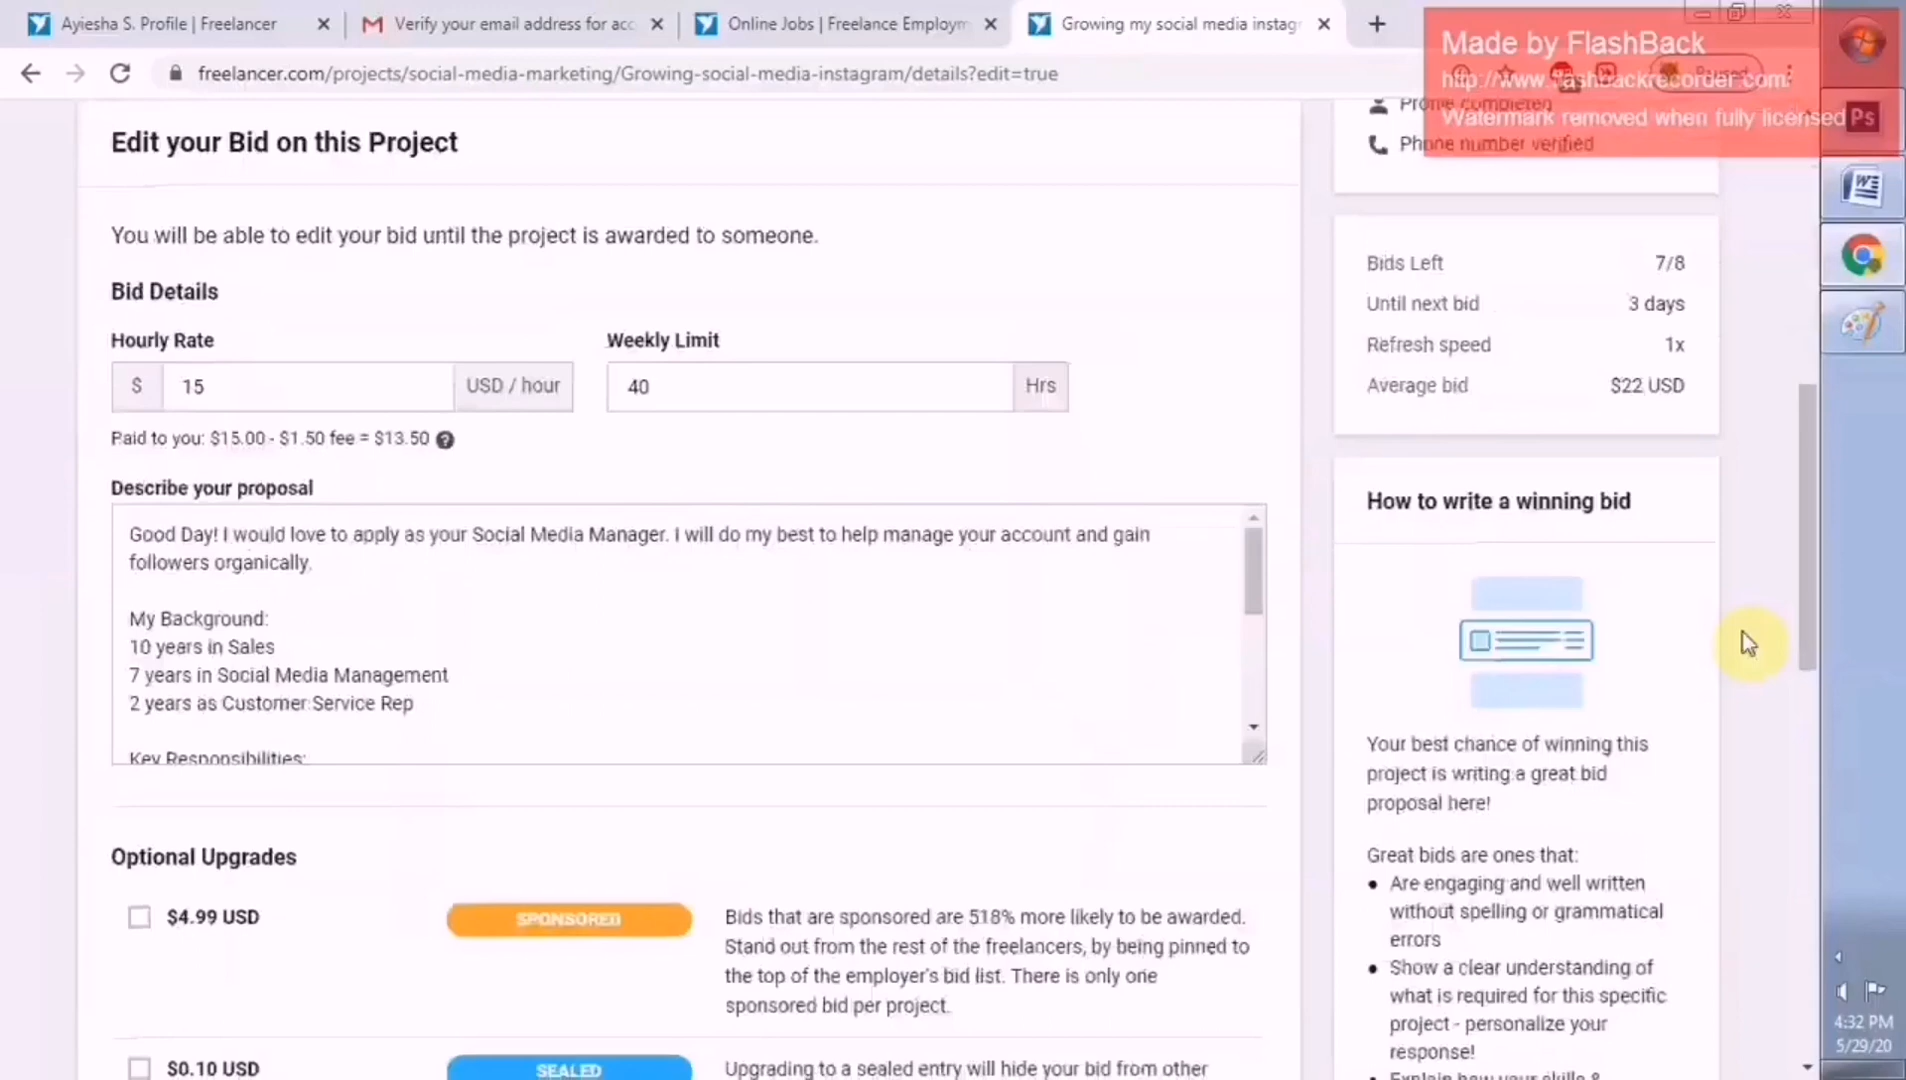 Ayiesha S. Profile | Freelancer
Verify your email address for acc
Online Jobs | Freelance Employm
Growing my social media instag
Made by FlashBack
freelancer.com/projects/social-media-marketing/Growing-social-media-instagram/details?edit=true
Paused
Watermark removed when fully licensed
Ps
Profile completed
Phone number verified
Edit your Bid on this Project
You will be able to edit your bid until the project is awarded to someone.
Bid Details
Hourly Rate
Weekly Limit
$ 15 USD / hour
40 Hrs
Paid to you: $15.00 - $1.50 fee = $13.50 ?
Describe your proposal
Good Day! I would love to apply as your Social Media Manager. I will do my best to help manage your account and gain
followers organically.
My Background:
10 years in Sales
7 years in Social Media Management
2 years as Customer Service Rep
Key Responsibilities:
Optional Upgrades
$4.99 USD
SPONSORED
Bids that are sponsored are 518% more likely to be awarded.
Stand out from the rest of the freelancers, by being pinned to
the top of the employer's bid list. There is only one
sponsored bid per project.
$0.10 USD
SEALED
Upgrading to a sealed entry will hide your bid from other
Bids Left 7/8
Until next bid 3 days
Refresh speed 1x
Average bid $22 USD
How to write a winning bid
Your best chance of winning this
project is writing a great bid
proposal here!
Great bids are ones that:
• Are engaging and well written
without spelling or grammatical
errors
• Show a clear understanding of
what is required for this specific
project - personalize your
response!
• Explain how your skills &
4:32 PM
5/29/20